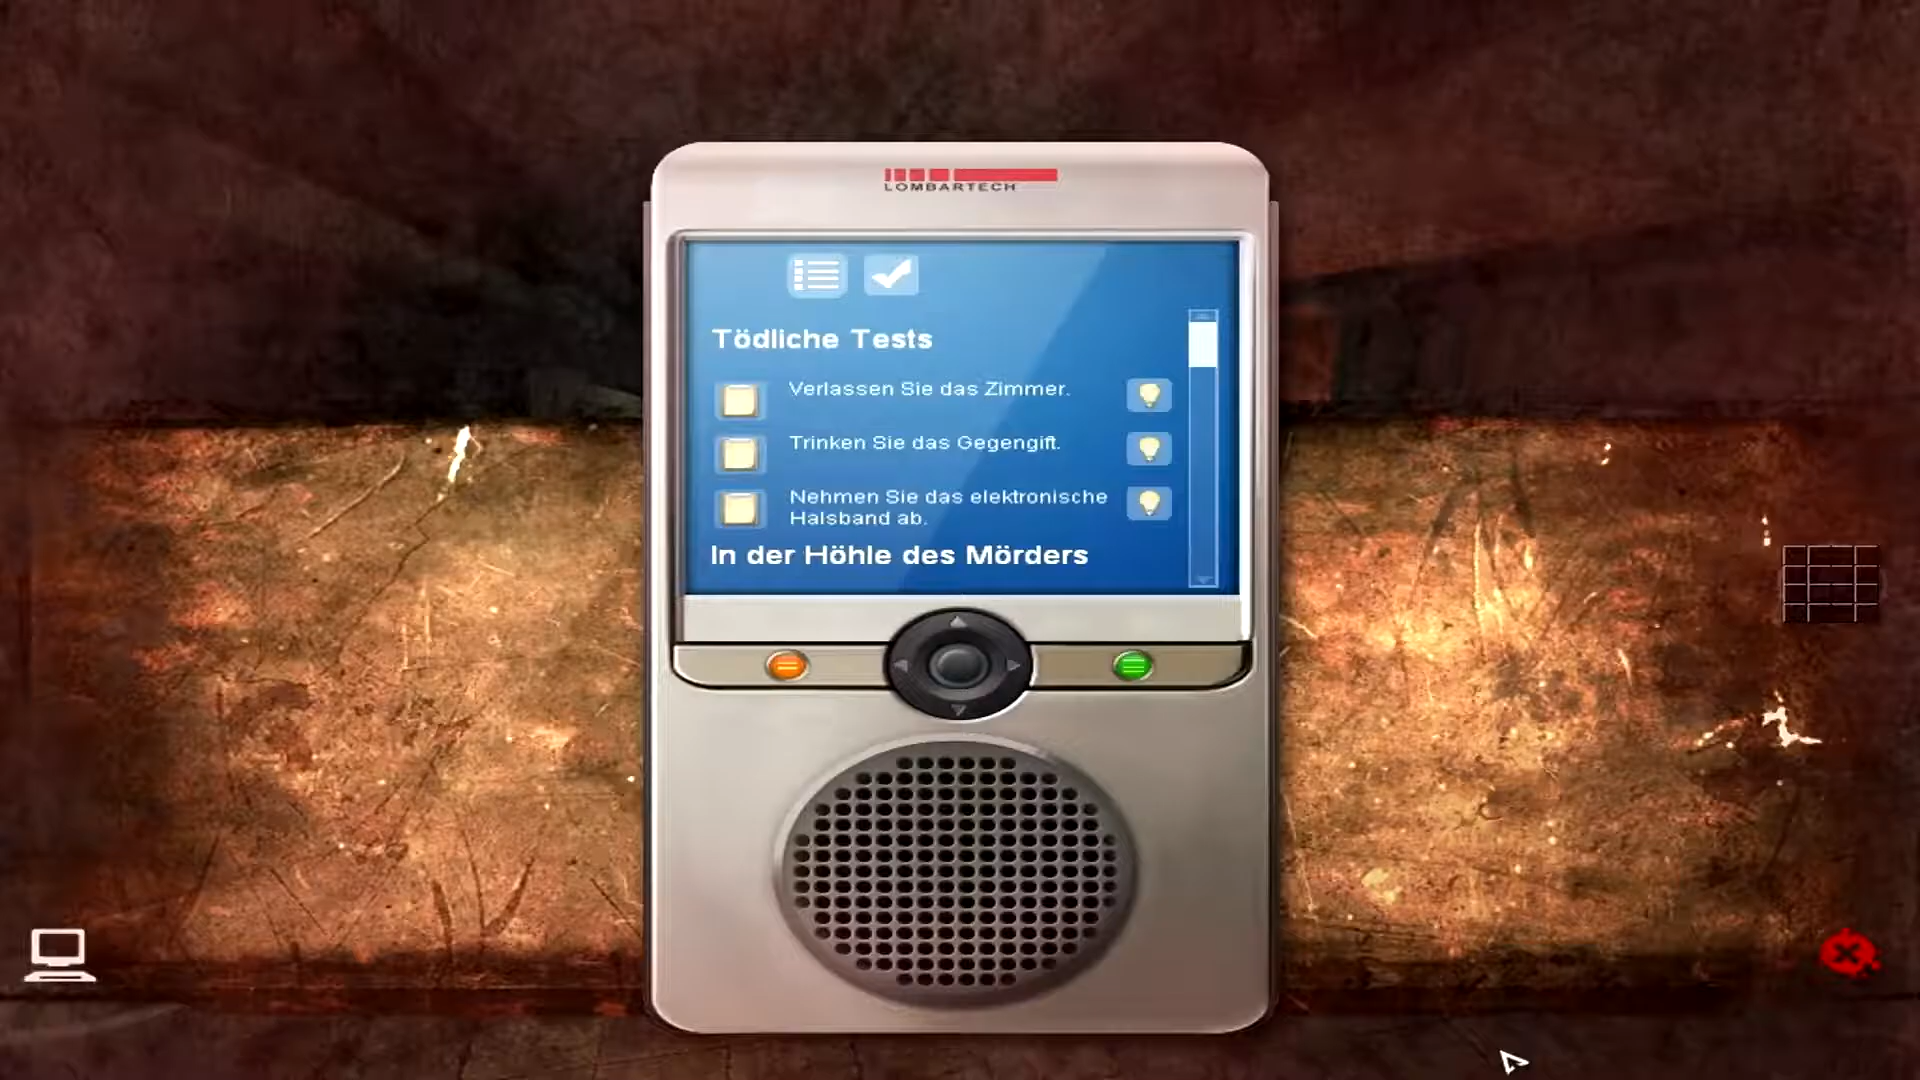 LOMBARTECH
Tödliche Tests
Verlassen Sie das Zimmer.
Trinken Sie das Gegengift.
Nehmen Sie das elektronische
Halsband ab.
In der Höhle des Mörders